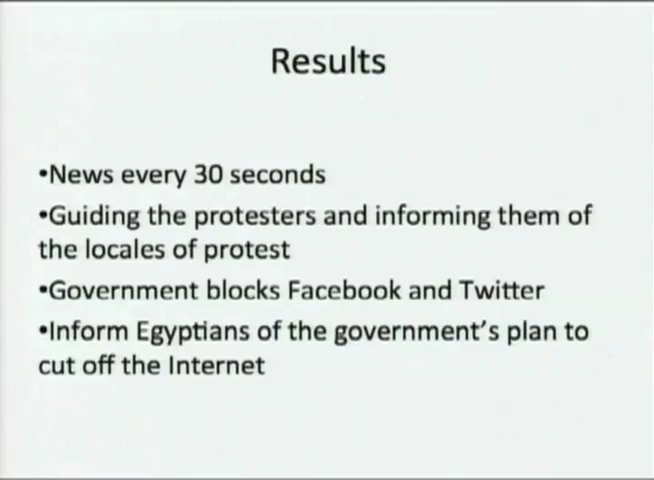 Results
•News every 30 seconds
•Guiding the protesters and informing them of
the locales of protest
•Government blocks Facebook and Twitter
•Inform Egyptians of the government's plan to
cut off the Internet